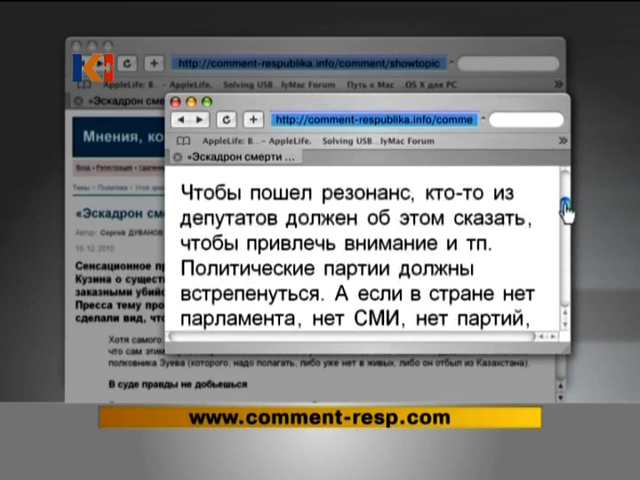 http://comment-respublika.info/comment/showtopic
AppleLife: В...- AppleLife. Solving USB...lyMac Forum Путь к Mac ...OS X для PC
«Эскадрон сме
Мнения, ко
http://comment-respublika.info/comme
AppleLife: В...- AppleLife. Solving USB...lyMac Forum
«Эскадрон смерти ...
Чтобы пошел резонанс, кто-то из
депутатов должен об этом сказать,
чтобы привлечь внимание и тп.
Политические партии должны
встрепенуться. А если в стране нет
парламента, нет СМИ, нет партий,
«Эскадрон сме
Автор: Сергей ДУВАНОВ
10. 12. 2010
Сенсационное пр
Кузина о существ
заказными убийс
Пресса тему про
сделали вид, что
Хотя самого
что сам этим
полковника Зуева (которого, надо полагать, либо уже нет в живых, либо он отбыл из Казахстана).
В суде правды не добьешься
www.comment-resp.com